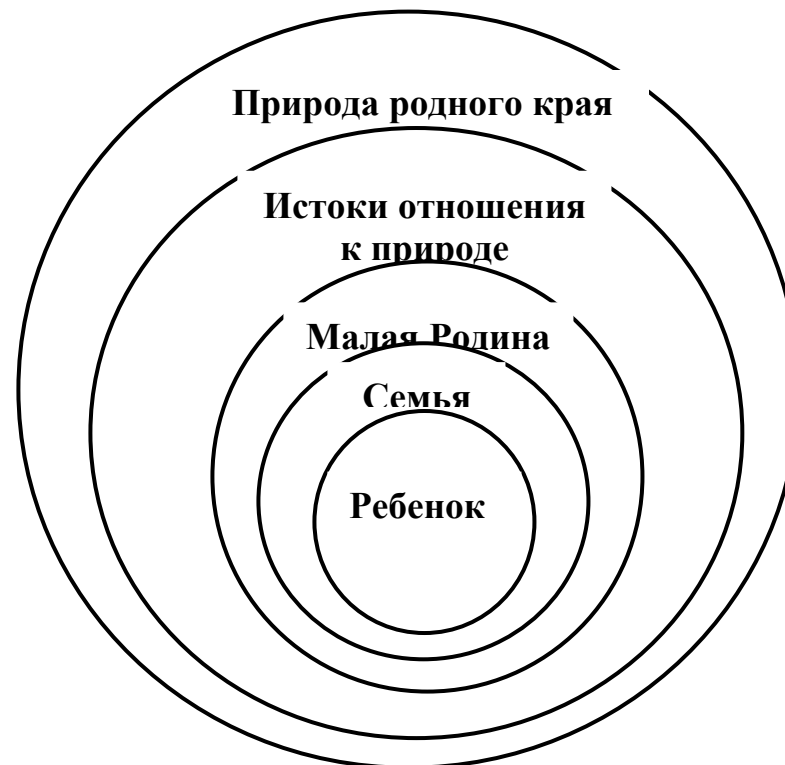 Природа родного края
Истоки отношения
к природе
Малая Родина
Семья
Ребенок